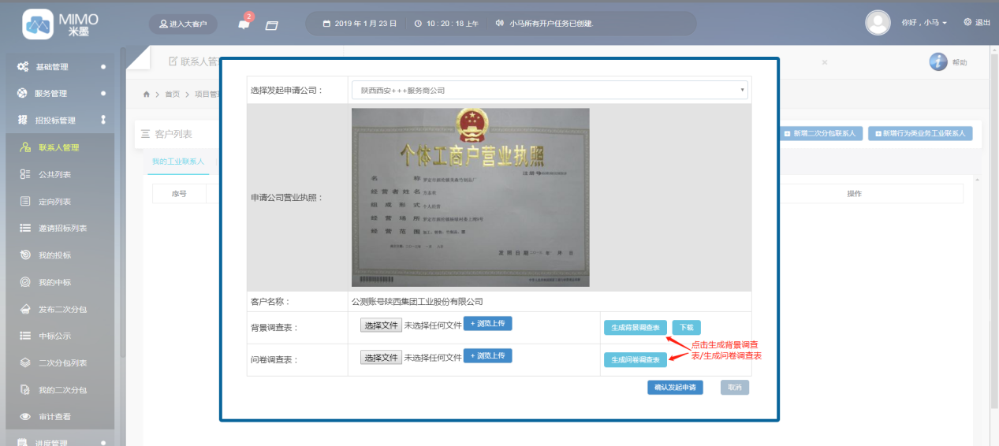 MIMO
米墨
进入大客户
2
2019 年 1 月 23 日
10 : 20 : 18 上午
小马所有开户任务已创建.
你好，小马
退出
基础管理
服务管理
招投标管理
联系人管理
公共列表
定向列表
邀请招标列表
我的投标
我的中标
发布二次分包
中标公示
二次分包列表
我的二次分包
审计查看
进度管理
联系人管
×
帮助
首页 > 项目管
客户列表
新增二次分包联系人
新增行为类业务工业联系人
我的工业联系人
序号
操作
选择发起申请公司：
陕西西安+++服务商公司
申请公司营业执照：
个体工商户营业执照
注册号
名 称
经营者姓名
组成形式 个人经营
经营场所
经营范围
发照日期
客户名称：
公测账号陕西集团工业股份有限公司
背景调查表：
选择文件 未选择任何文件
+ 浏览上传
生成背景调查表
下载
问卷调查表：
选择文件 未选择任何文件
+ 浏览上传
生成问卷调查表
点击生成背景调查
表/生成问卷调查表
确认发起申请
取消